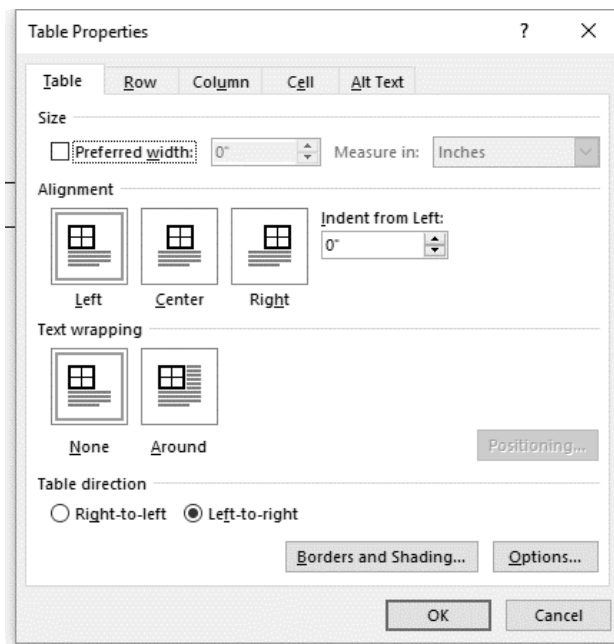 Table Properties ? ×
Table Row Column Cell Alt Text
Size
Preferred width: 0" Measure in: Inches
Alignment
Indent from Left:
0"
Left Center Right
Text wrapping
None Around
Positioning...
Table direction
Right-to-left Left-to-right
Borders and Shading... Options...
OK Cancel